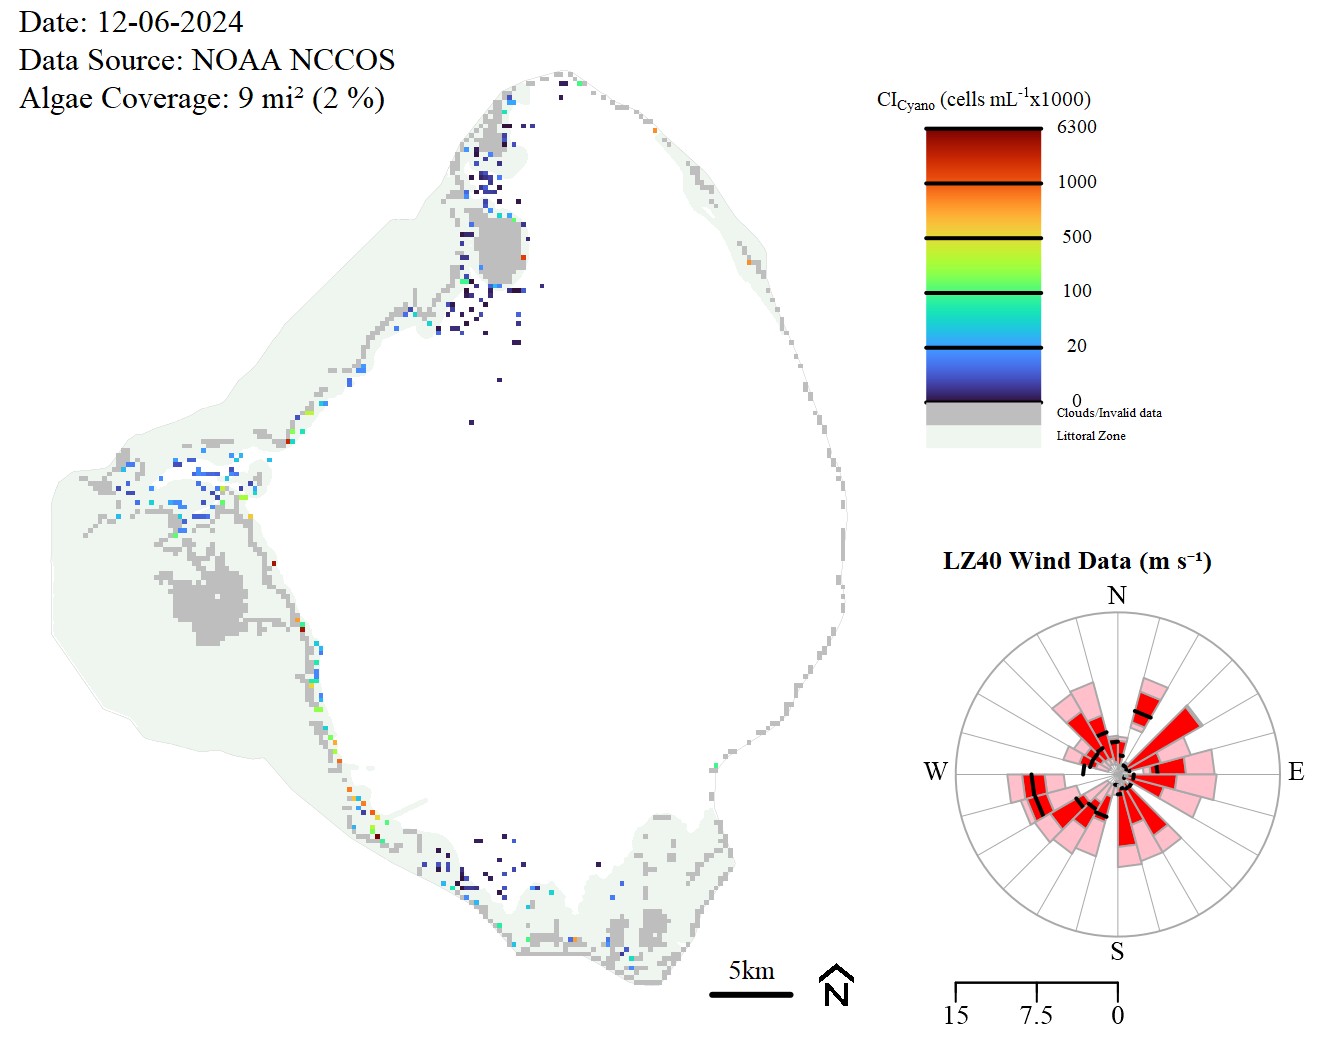 Date: 12-06-2024
Data Source: NOAA NCCOS
Algae Coverage: 9 mi² (2 %)
CICyano (cells mL-1x1000)
6300
1000
500
100
20
0
Clouds/Invalid data
Littoral Zone
LZ40 Wind Data (m s⁻¹)
N
W
E
S
5km
N
15
7.5
0